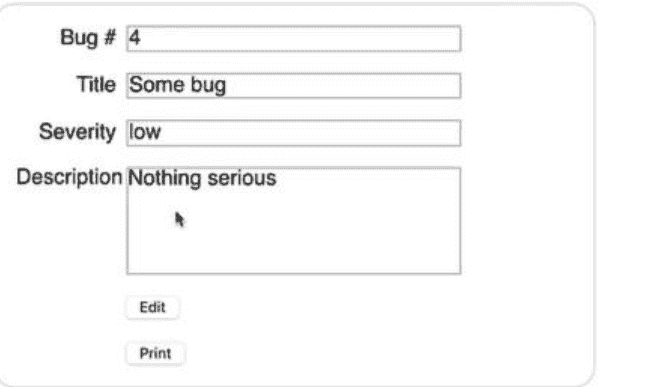 Bug # 4
Title Some bug
Severity low
Description Nothing serious
Edit
Print